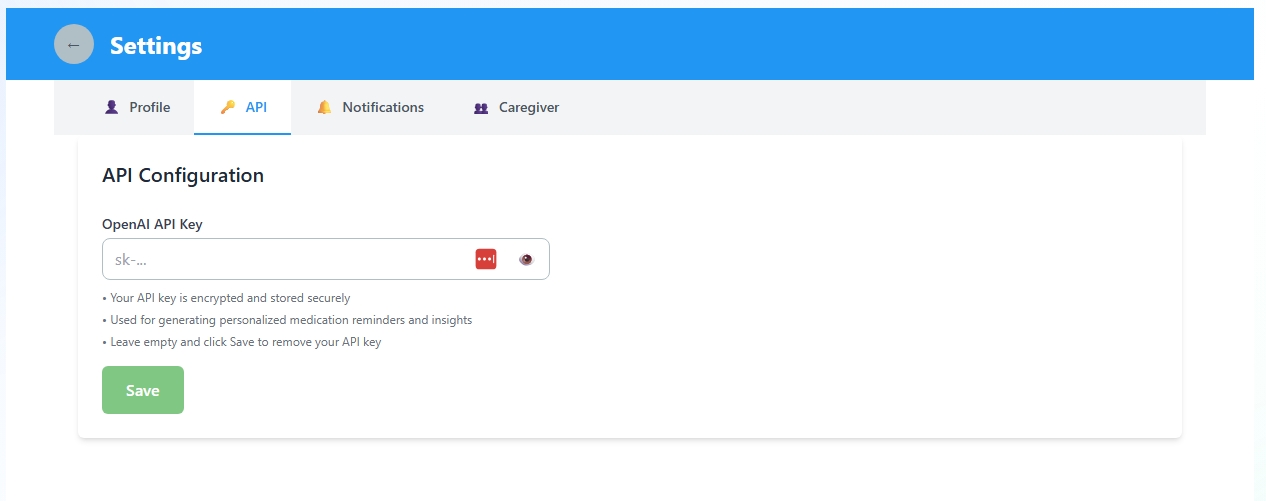 ← Settings
Profile API Notifications Caregiver
API Configuration
OpenAI API Key
sk-...
• Your API key is encrypted and stored securely
• Used for generating personalized medication reminders and insights
• Leave empty and click Save to remove your API key
Save